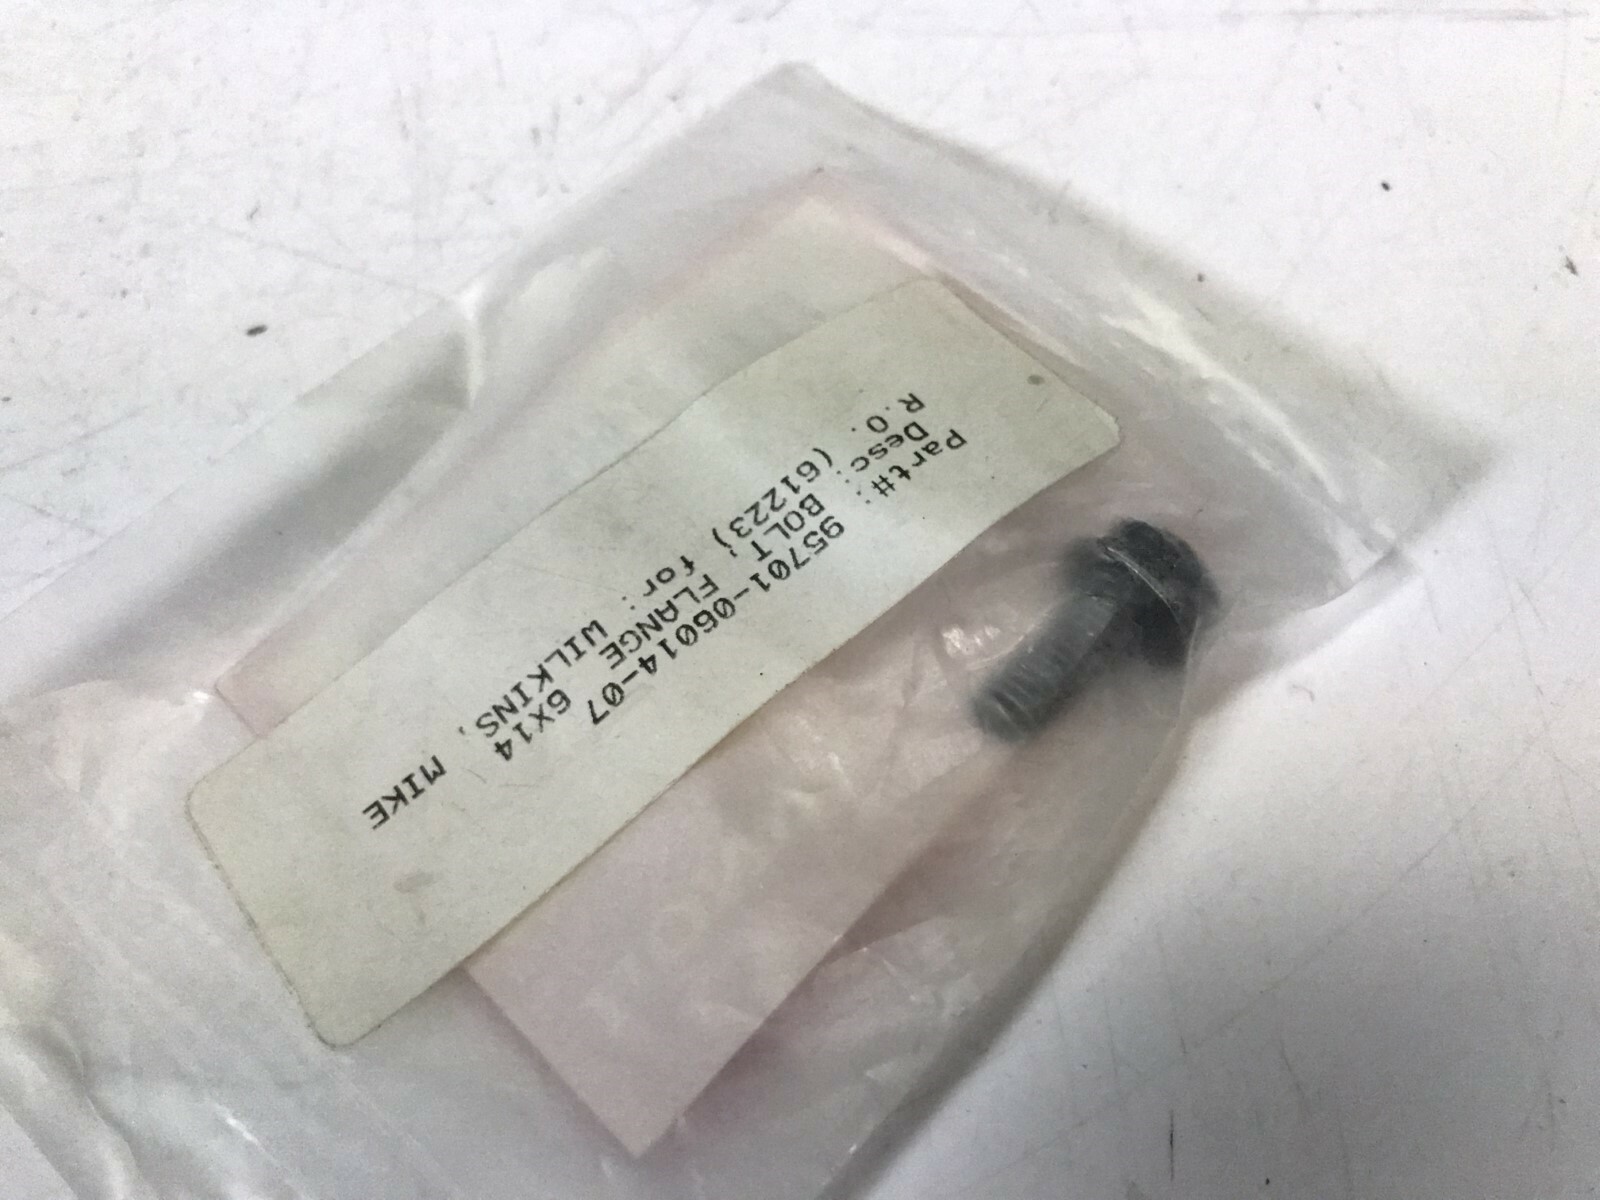 Part#: 95701-06014-07
Desc: BOLT, FLANGE 6X14
R.O. (61223) for: WILKINS, MIKE